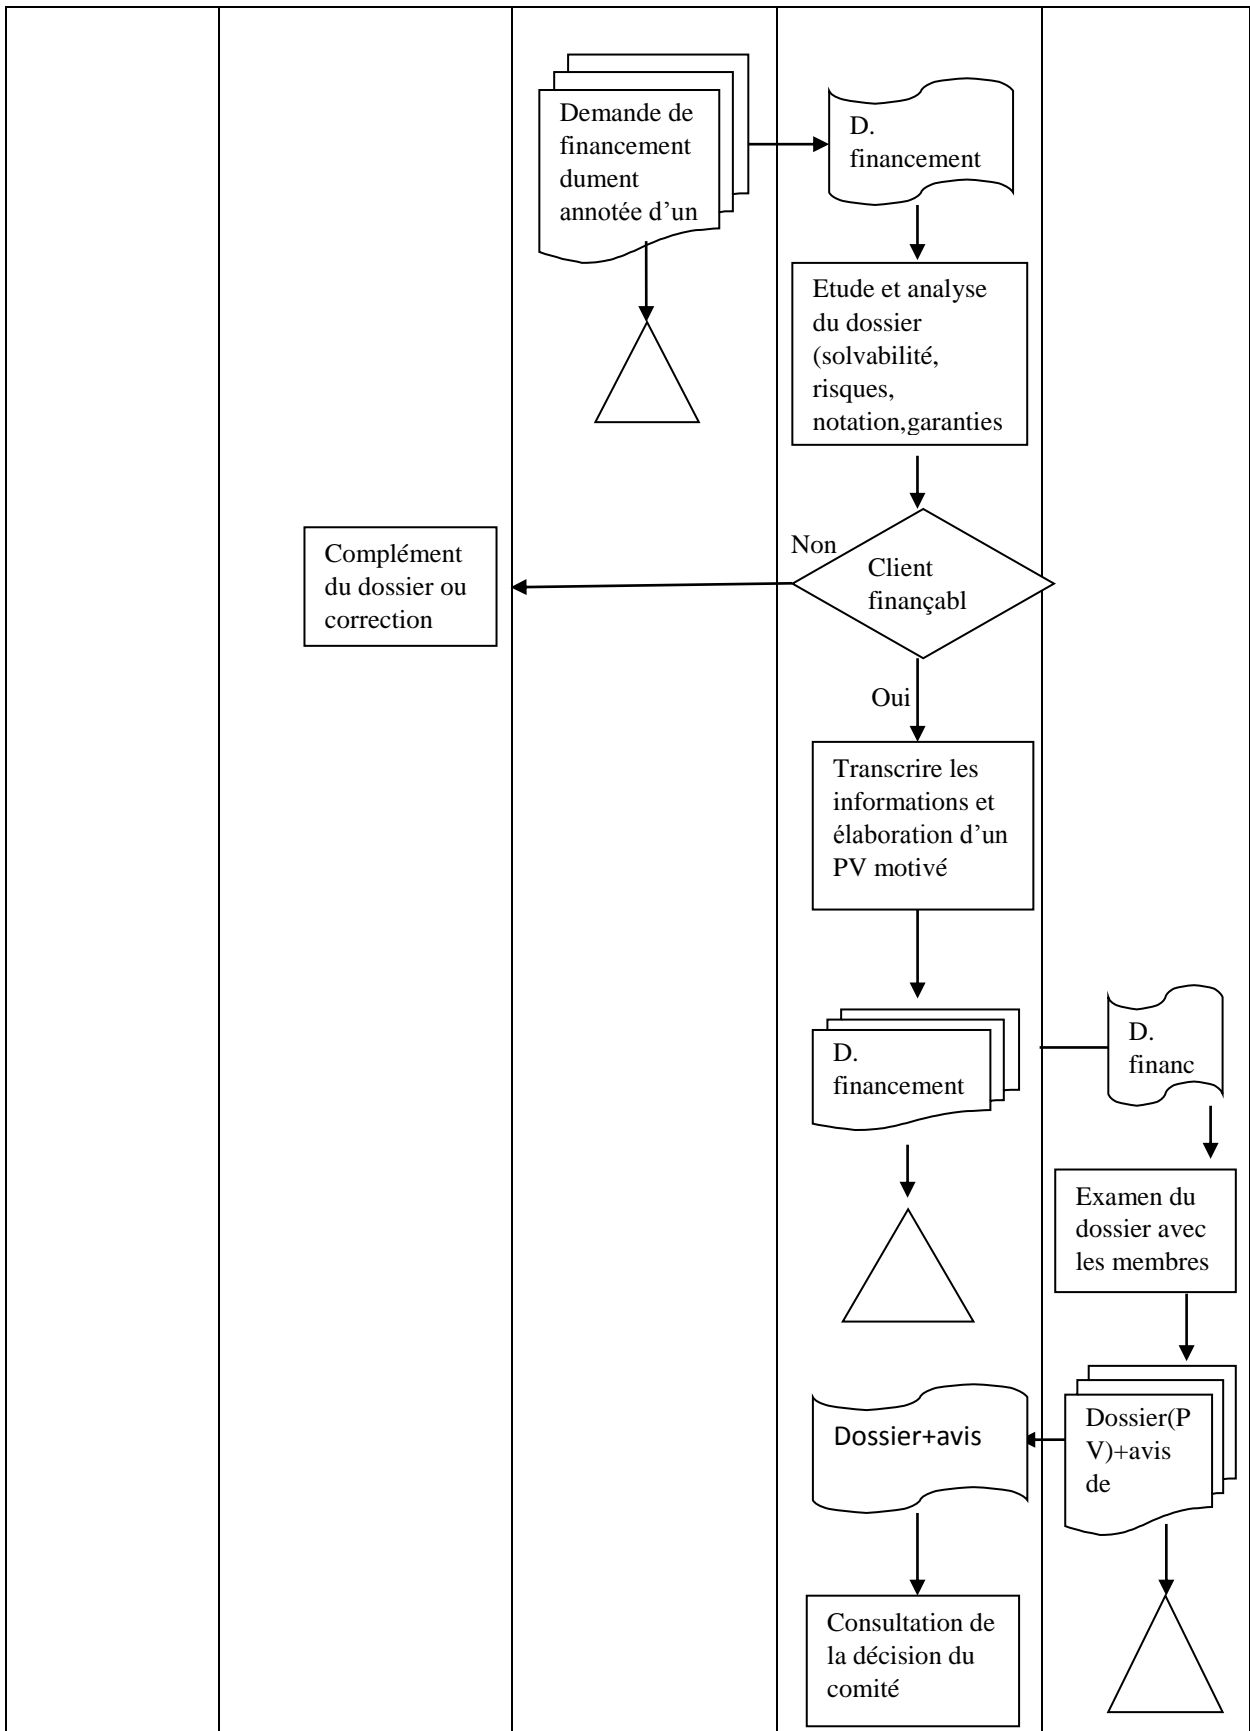 Demande de
financement
dument
annotée d’un
D.
financement
Etude et analyse
du dossier
(solvabilité,
risques,
notation,garanties
Non
Client
finançabl
Complément
du dossier ou
correction
Oui
Transcrire les
informations et
élaboration d’un
PV motivé
D.
financement
D.
financ
Examen du
dossier avec
les membres
Dossier+avis
Dossier(P
V)+avis
de
Consultation de
la décision du
comité